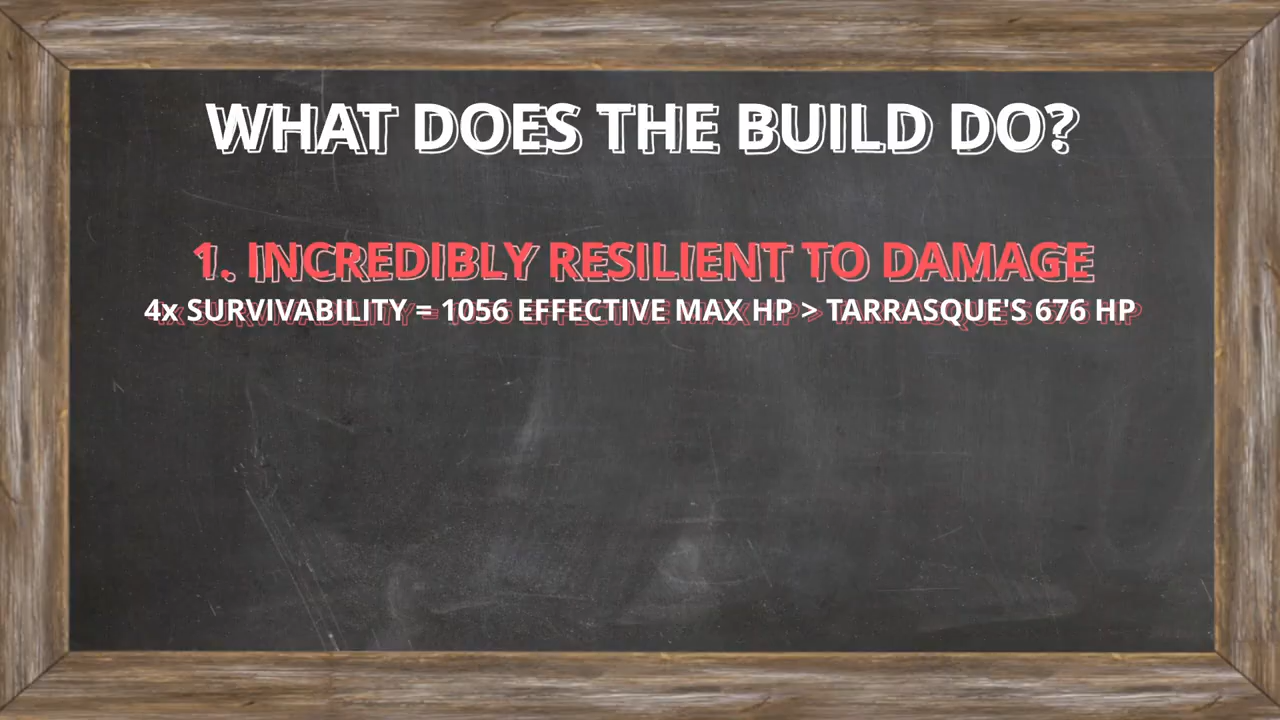 WHAT DOES THE BUILD DO?
1. INCREDIBLY RESILIENT TO DAMAGE
4x SURVIVABILITY = 1056 EFFECTIVE MAX HP > TARRASQUE'S 676 HP